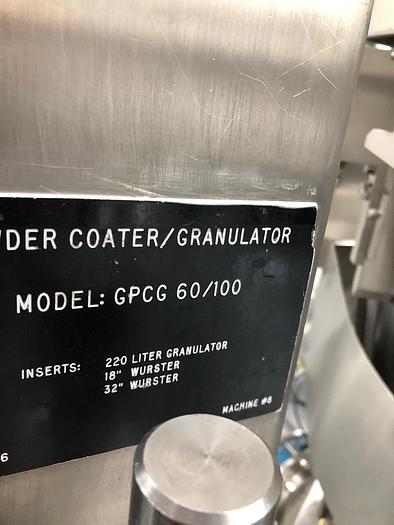 DER COATER/GRANULATOR
MODEL: GPCG 60/100
INSERTS: 220 LITER GRANULATOR
18" WURSTER
32" WURSTER
MACHINE #8
6